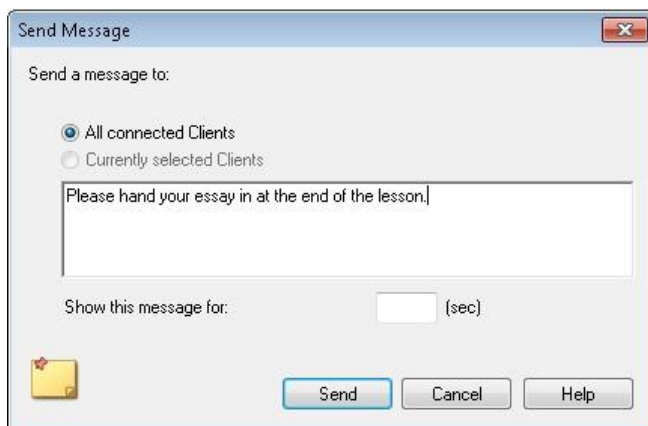 Send Message
Send a message to:
All connected Clients
Currently selected Clients
Please hand your essay in at the end of the lesson.
Show this message for: (sec)
Send Cancel Help